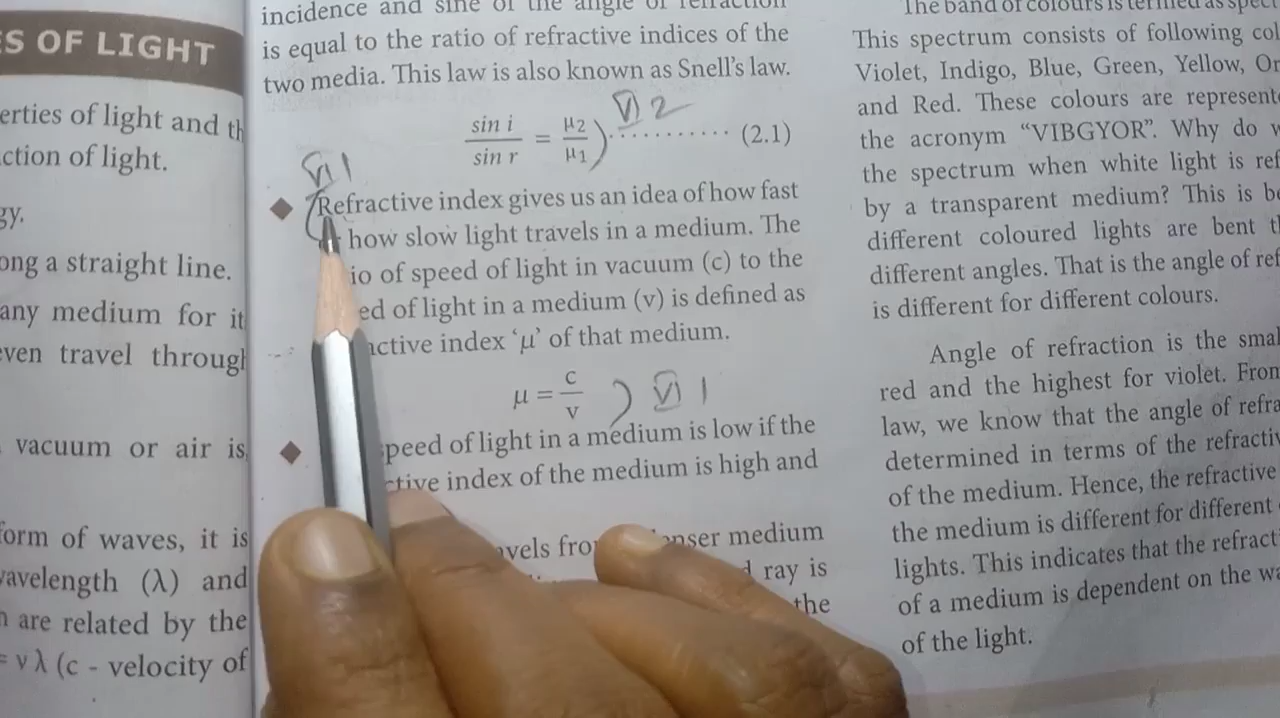 S OF LIGHT
erties of light and th
ction of light.
gy.
ong a straight line.
any medium for it
ven travel through
vacuum or air is
form of waves, it is
wavelength (λ) and
are related by the
= νλ (c - velocity of
incidence and sine of the angle of refraction
is equal to the ratio of refractive indices of the
two media. This law is also known as Snell's law.
sin i / sin r = μ2 / μ1 ........... (2.1)
Refractive index gives us an idea of how fast
how slow light travels in a medium. The
io of speed of light in vacuum (c) to the
ed of light in a medium (v) is defined as
active index 'μ' of that medium.
μ = c / v
speed of light in a medium is low if the
ctive index of the medium is high and
vels fro nser medium
ray is
the
The band of colours is termed as spect
This spectrum consists of following col
Violet, Indigo, Blue, Green, Yellow, Or
and Red. These colours are represente
the acronym "VIBGYOR". Why do w
the spectrum when white light is ref
by a transparent medium? This is be
different coloured lights are bent t
different angles. That is the angle of ref
is different for different colours.
Angle of refraction is the smal
red and the highest for violet. From
law, we know that the angle of refra
determined in terms of the refractiv
of the medium. Hence, the refractive
the medium is different for different
lights. This indicates that the refract
of a medium is dependent on the wa
of the light.